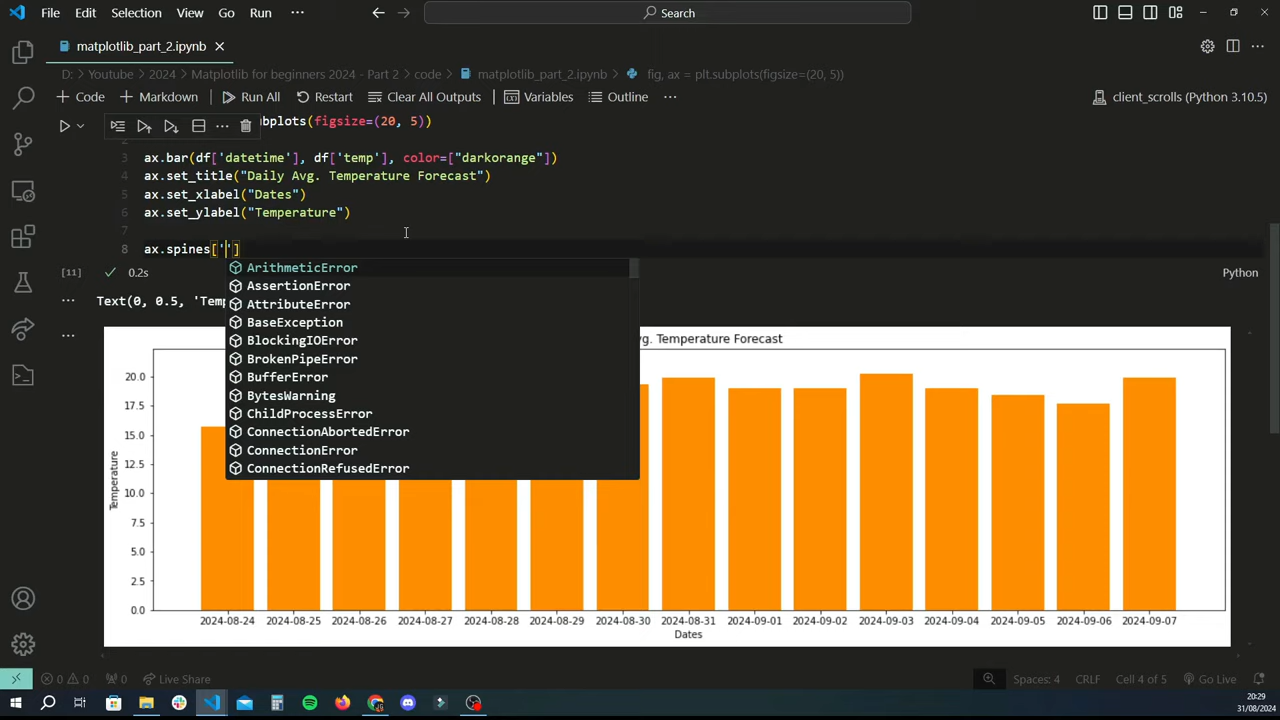 File Edit Selection View Go Run ··· Search
matplotlib_part_2.ipynb
D: > Youtube > 2024 > Matplotlib for beginners 2024 - Part 2 > code > matplotlib_part_2.ipynb > fig, ax = plt.subplots(figsize=(20, 5))
+ Code + Markdown Run All Restart Clear All Outputs Variables Outline ··· client_scrolls (Python 3.10.5)
ubplots(figsize=(20, 5))
2
3 ax.bar(df['datetime'], df['temp'], color=["darkorange"])
4 ax.set_title("Daily Avg. Temperature Forecast")
5 ax.set_xlabel("Dates")
6 ax.set_ylabel("Temperature")
7
8 ax.spines['']
[11] 0.2s Python
ArithmeticError
AssertionError
AttributeError
BaseException
BlockingIOError
BrokenPipeError
BufferError
BytesWarning
ChildProcessError
ConnectionAbortedError
ConnectionError
ConnectionRefusedError
Text(0, 0.5, 'Temp
vg. Temperature Forecast
20.0
17.5
15.0
12.5
10.0
7.5
5.0
2.5
0.0
Temperature
2024-08-24 2024-08-25 2024-08-26 2024-08-27 2024-08-28 2024-08-29 2024-08-30 2024-08-31 2024-09-01 2024-09-02 2024-09-03 2024-09-04 2024-09-05 2024-09-06 2024-09-07
Dates
0 0 0 Live Share Spaces: 4 CRLF Cell 4 of 5 Go Live
20:29
31/08/2024